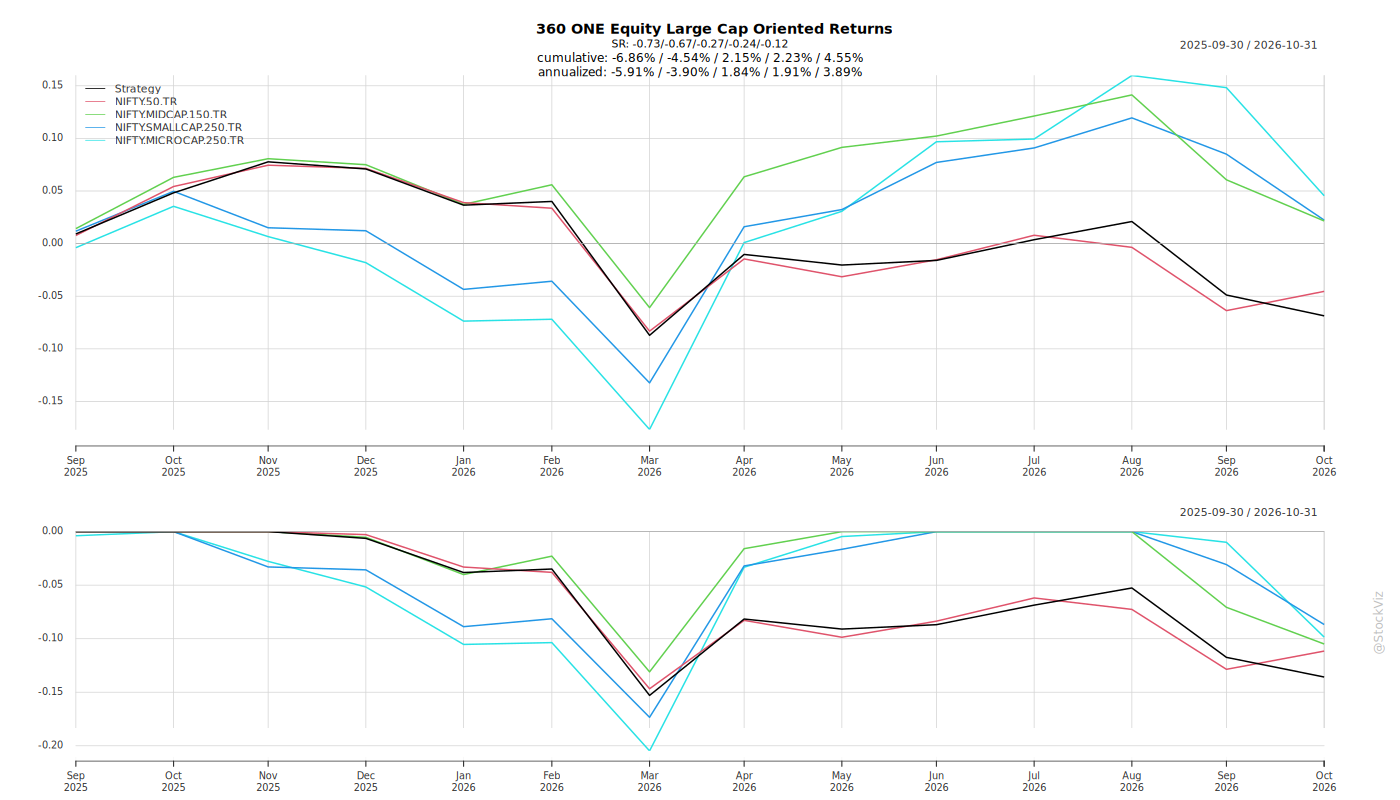 360 ONE Equity Large Cap Oriented Returns
SR: -0.73/-0.67/-0.27/-0.24/-0.12
cumulative: -6.86% / -4.54% / 2.15% / 2.23% / 4.55%
annualized: -5.91% / -3.90% / 1.84% / 1.91% / 3.89%
2025-09-30 / 2026-10-31
Strategy
NIFTY.50.TR
NIFTY.MIDCAP.150.TR
NIFTY.SMALLCAP.250.TR
NIFTY.MICROCAP.250.TR
0.15
0.10
0.05
0.00
-0.05
-0.10
-0.15
Sep Oct Nov Dec Jan Feb Mar Apr May Jun Jul Aug Sep Oct
2025 2025 2025 2025 2026 2026 2026 2026 2026 2026 2026 2026 2026 2026
2025-09-30 / 2026-10-31
0.00
-0.05
-0.10
-0.15
-0.20
Sep Oct Nov Dec Jan Feb Mar Apr May Jun Jul Aug Sep Oct
2025 2025 2025 2025 2026 2026 2026 2026 2026 2026 2026 2026 2026 2026
@StockViz